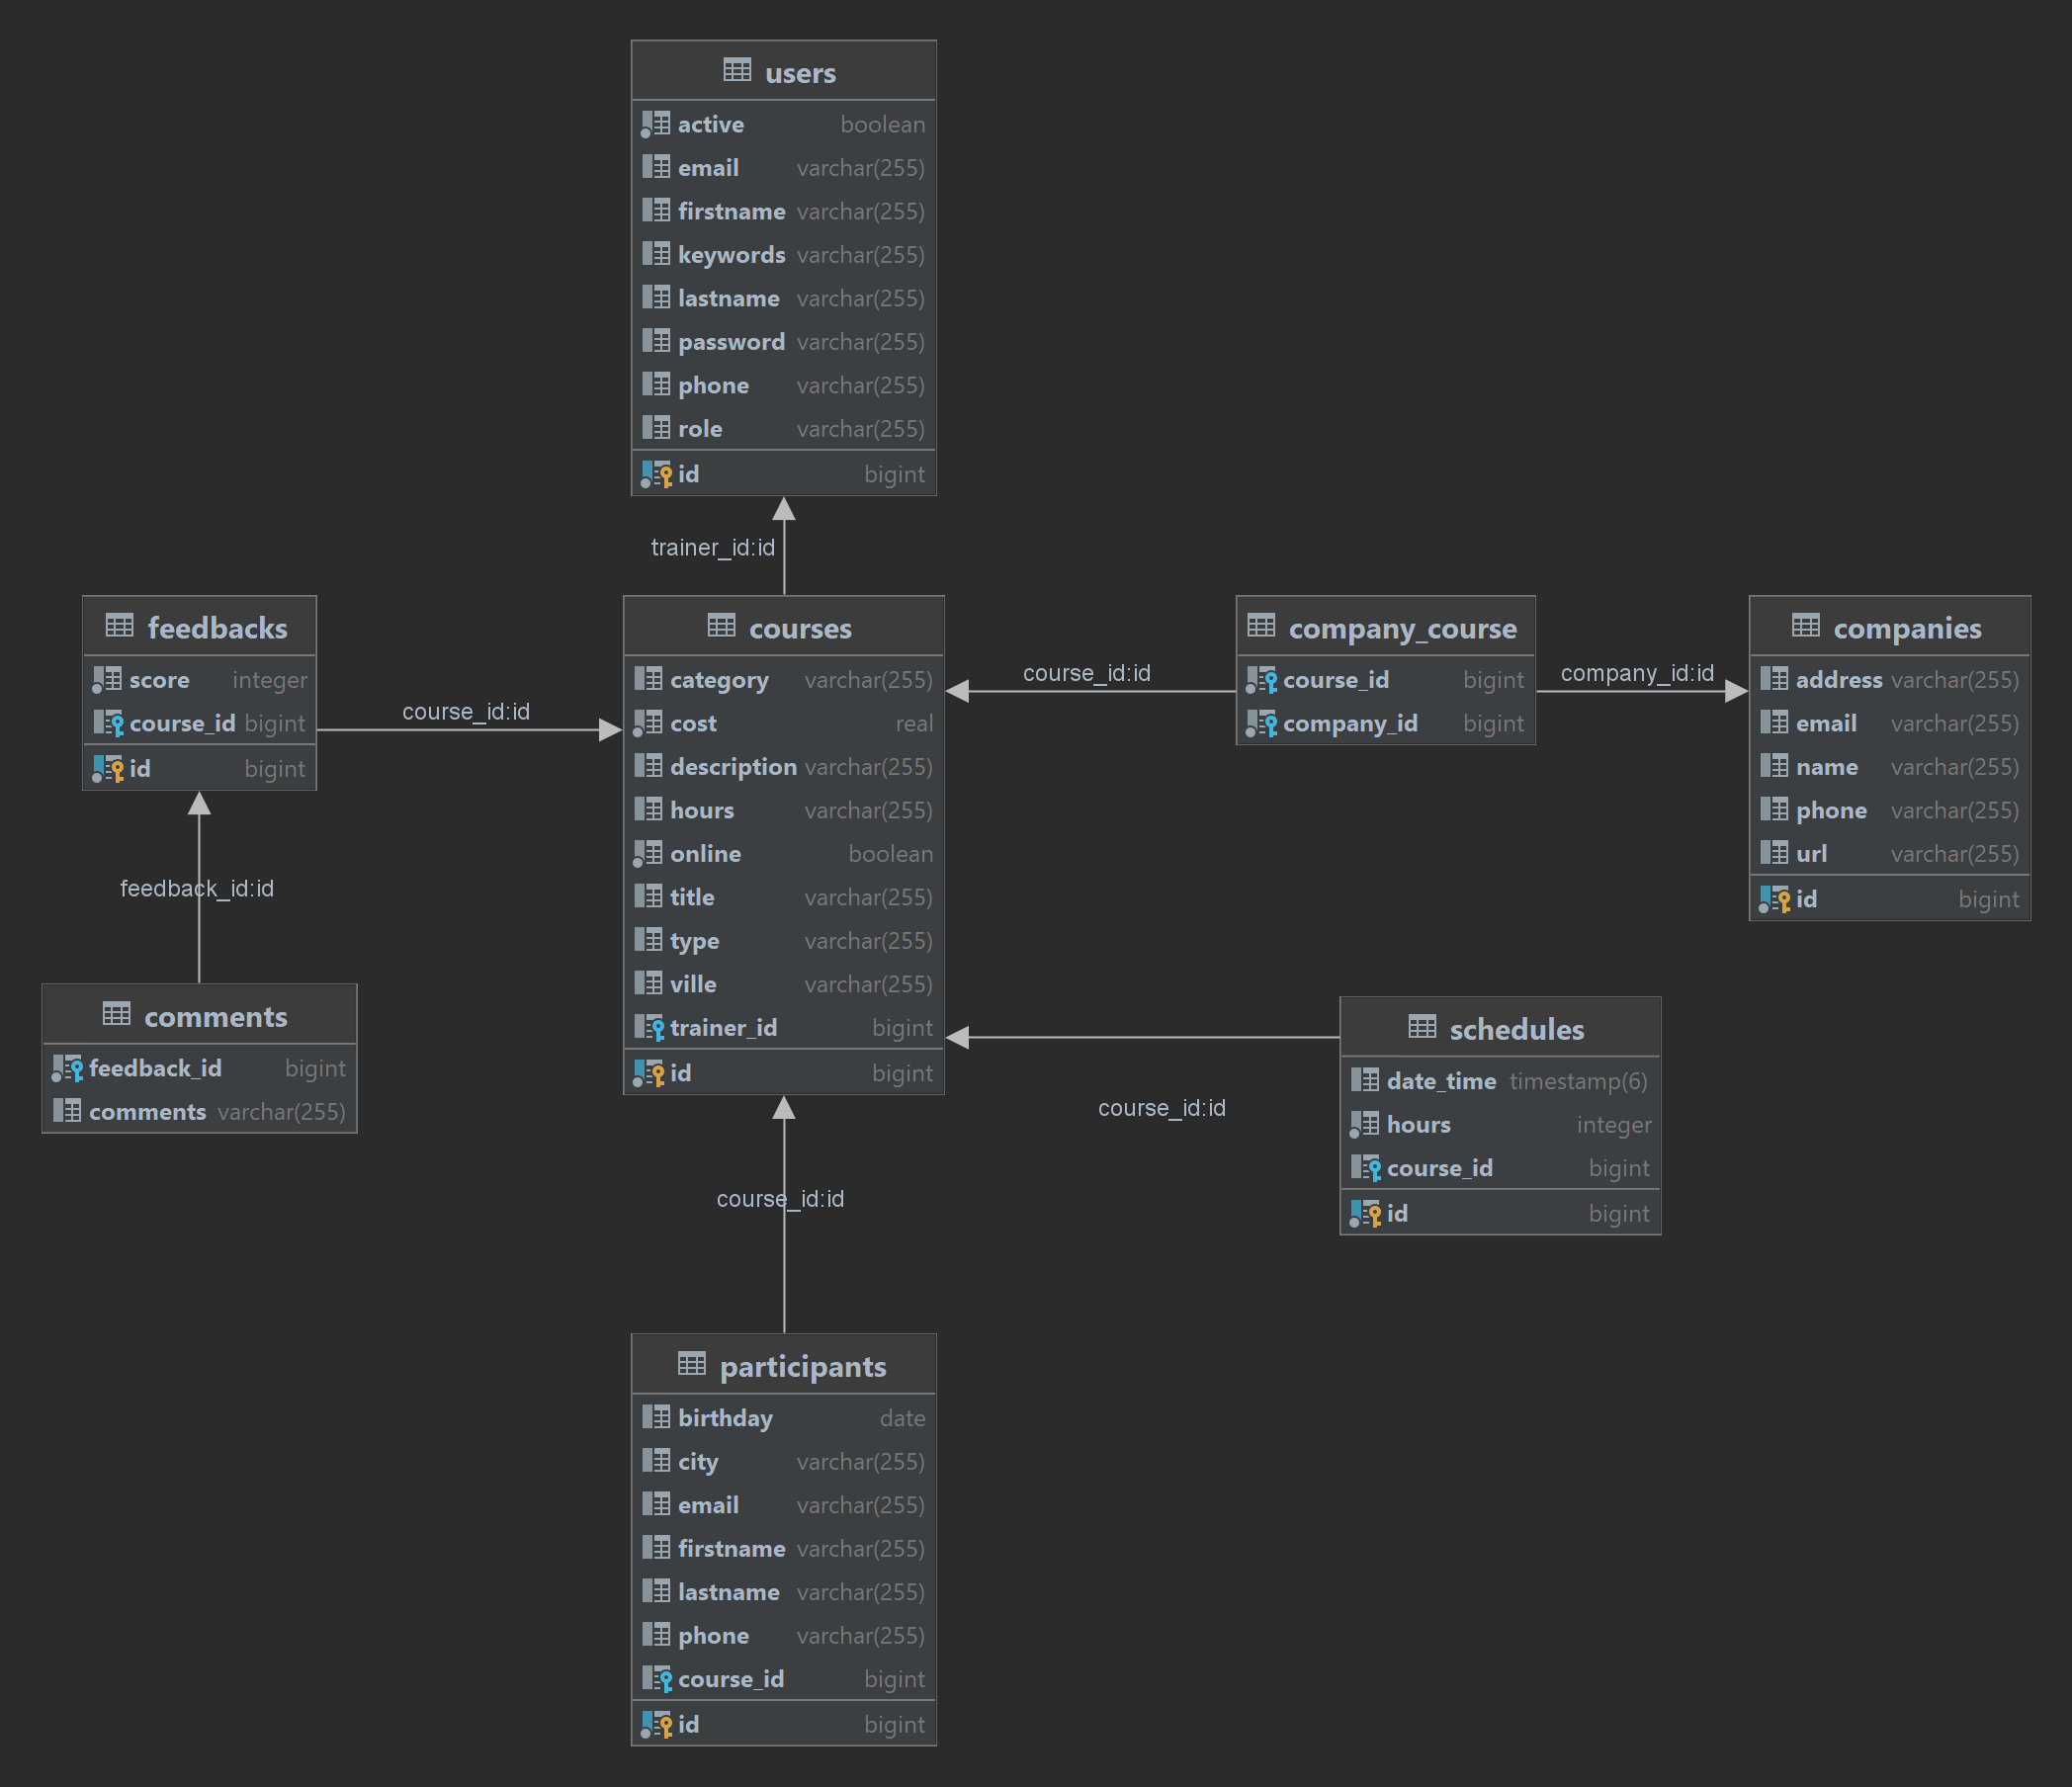 users
active boolean
email varchar(255)
firstname varchar(255)
keywords varchar(255)
lastname varchar(255)
password varchar(255)
phone varchar(255)
role varchar(255)
id bigint
trainer_id:id
feedbacks
score integer
course_id bigint
id bigint
course_id:id
courses
category varchar(255)
cost real
description varchar(255)
hours varchar(255)
online boolean
title varchar(255)
type varchar(255)
ville varchar(255)
trainer_id bigint
id bigint
course_id:id
company_course
course_id bigint
company_id bigint
company_id:id
companies
address varchar(255)
email varchar(255)
name varchar(255)
phone varchar(255)
url varchar(255)
id bigint
feedback_id:id
comments
feedback_id bigint
comments varchar(255)
schedules
date_time timestamp(6)
hours integer
course_id bigint
id bigint
course_id:id
course_id:id
participants
birthday date
city varchar(255)
email varchar(255)
firstname varchar(255)
lastname varchar(255)
phone varchar(255)
course_id bigint
id bigint